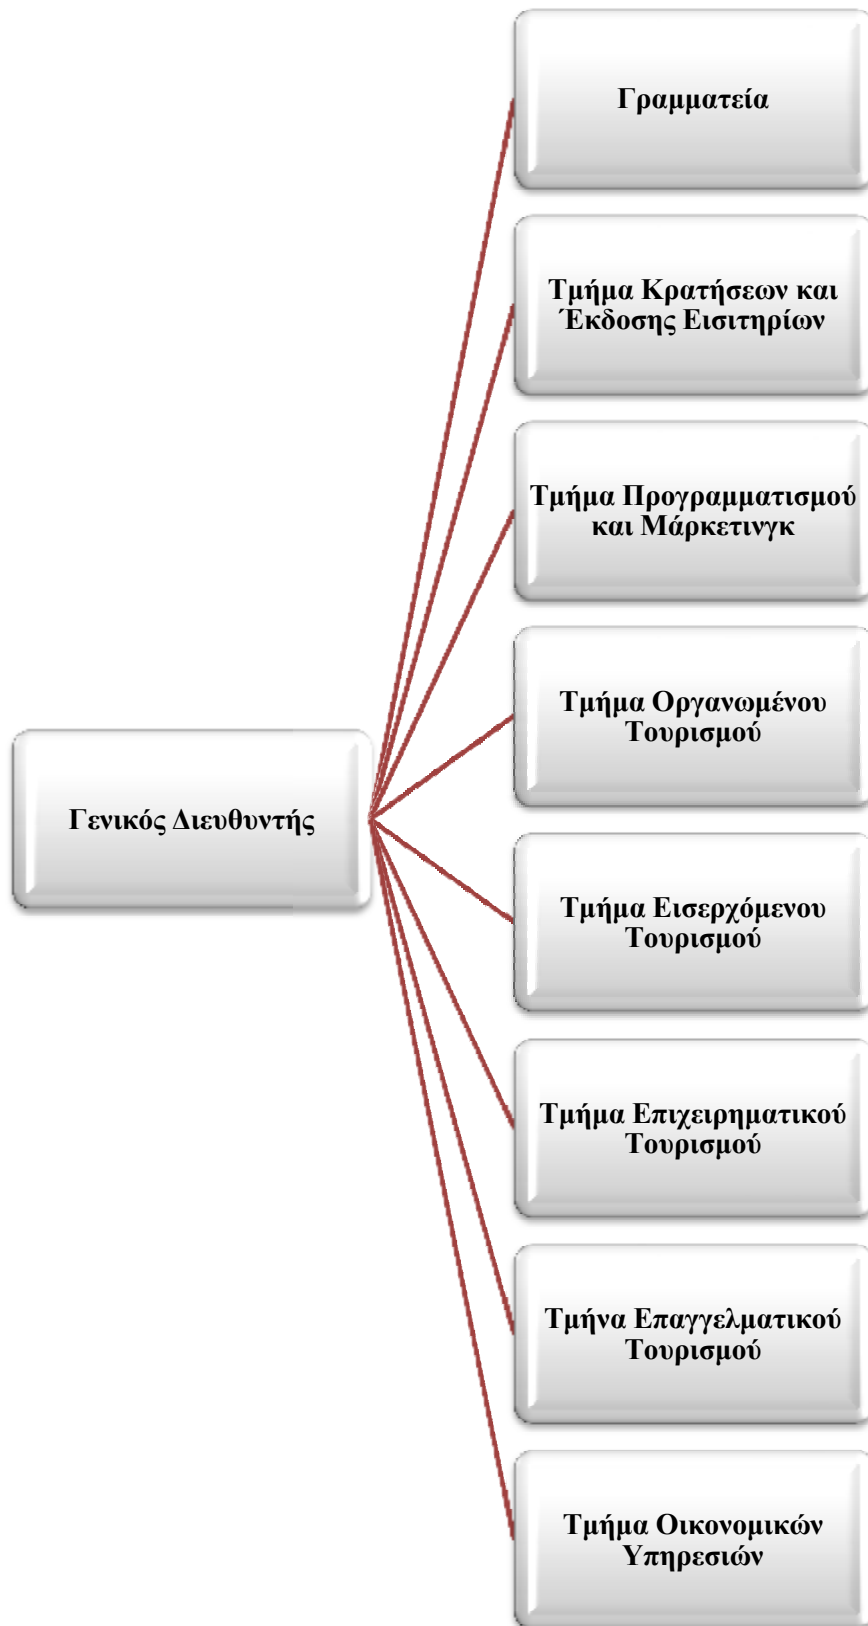 Γραμματεία
Τμήμα Κρατήσεων και
Έκδοσης Εισιτηρίων
Τμήμα Προγραμματισμού
και Μάρκετινγκ
Τμήμα Οργανωμένου
Τουρισμού
Γενικός Διευθυντής
Τμήμα Εισερχόμενου
Τουρισμού
Τμήμα Επιχειρηματικού
Τουρισμού
Τμήνα Επαγγελματικού
Τουρισμού
Τμήμα Οικονομικών
Υπηρεσιών